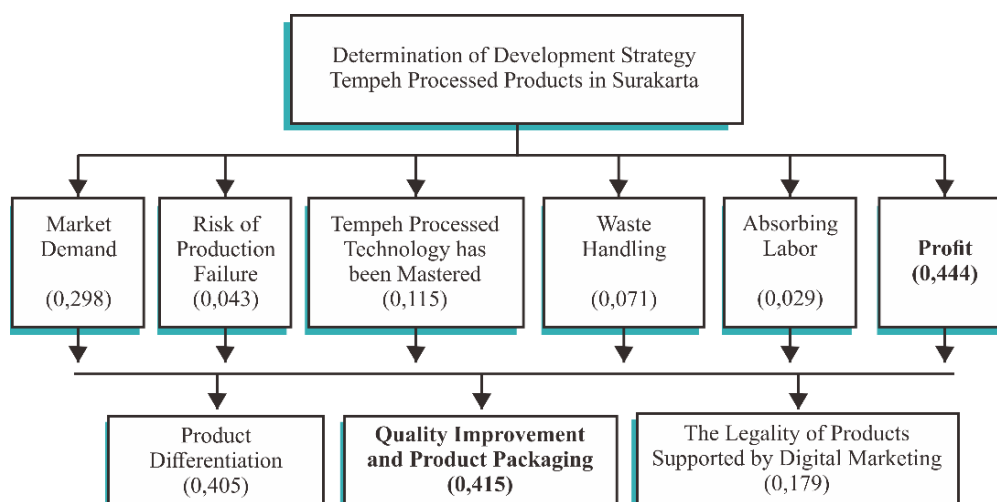 Determination of Development Strategy
Tempeh Processed Products in Surakarta
Market
Demand
(0,298)
Risk of
Production
Failure
(0,043)
Tempeh Processed
Technology has
been Mastered
(0,115)
Waste
Handling
(0,071)
Absorbing
Labor
(0,029)
Profit
(0,444)
Product
Differentiation
(0,405)
Quality Improvement
and Product Packaging
(0,415)
The Legality of Products
Supported by Digital Marketing
(0,179)